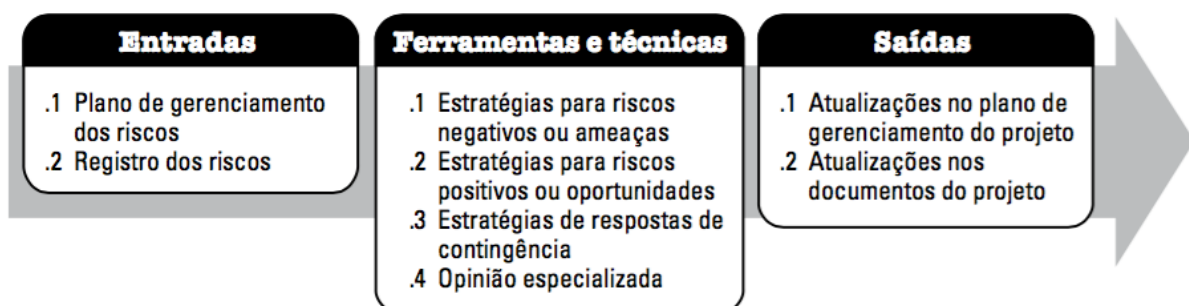 Entradas
.1 Plano de gerenciamento
dos riscos
.2 Registro dos riscos
Ferramentas e técnicas
.1 Estratégias para riscos
negativos ou ameaças
.2 Estratégias para riscos
positivos ou oportunidades
.3 Estratégias de respostas de
contingência
.4 Opinião especializada
Saídas
.1 Atualizações no plano de
gerenciamento do projeto
.2 Atualizações nos
documentos do projeto